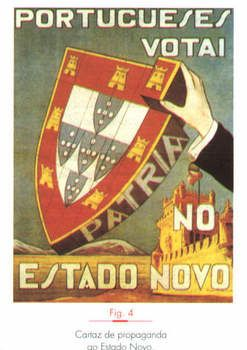 PORTUGUESES
VOTAI
PATRIA
NO
ESTADO NOVO
Fig. 4
Cartaz de propaganda
ao Estado Novo.